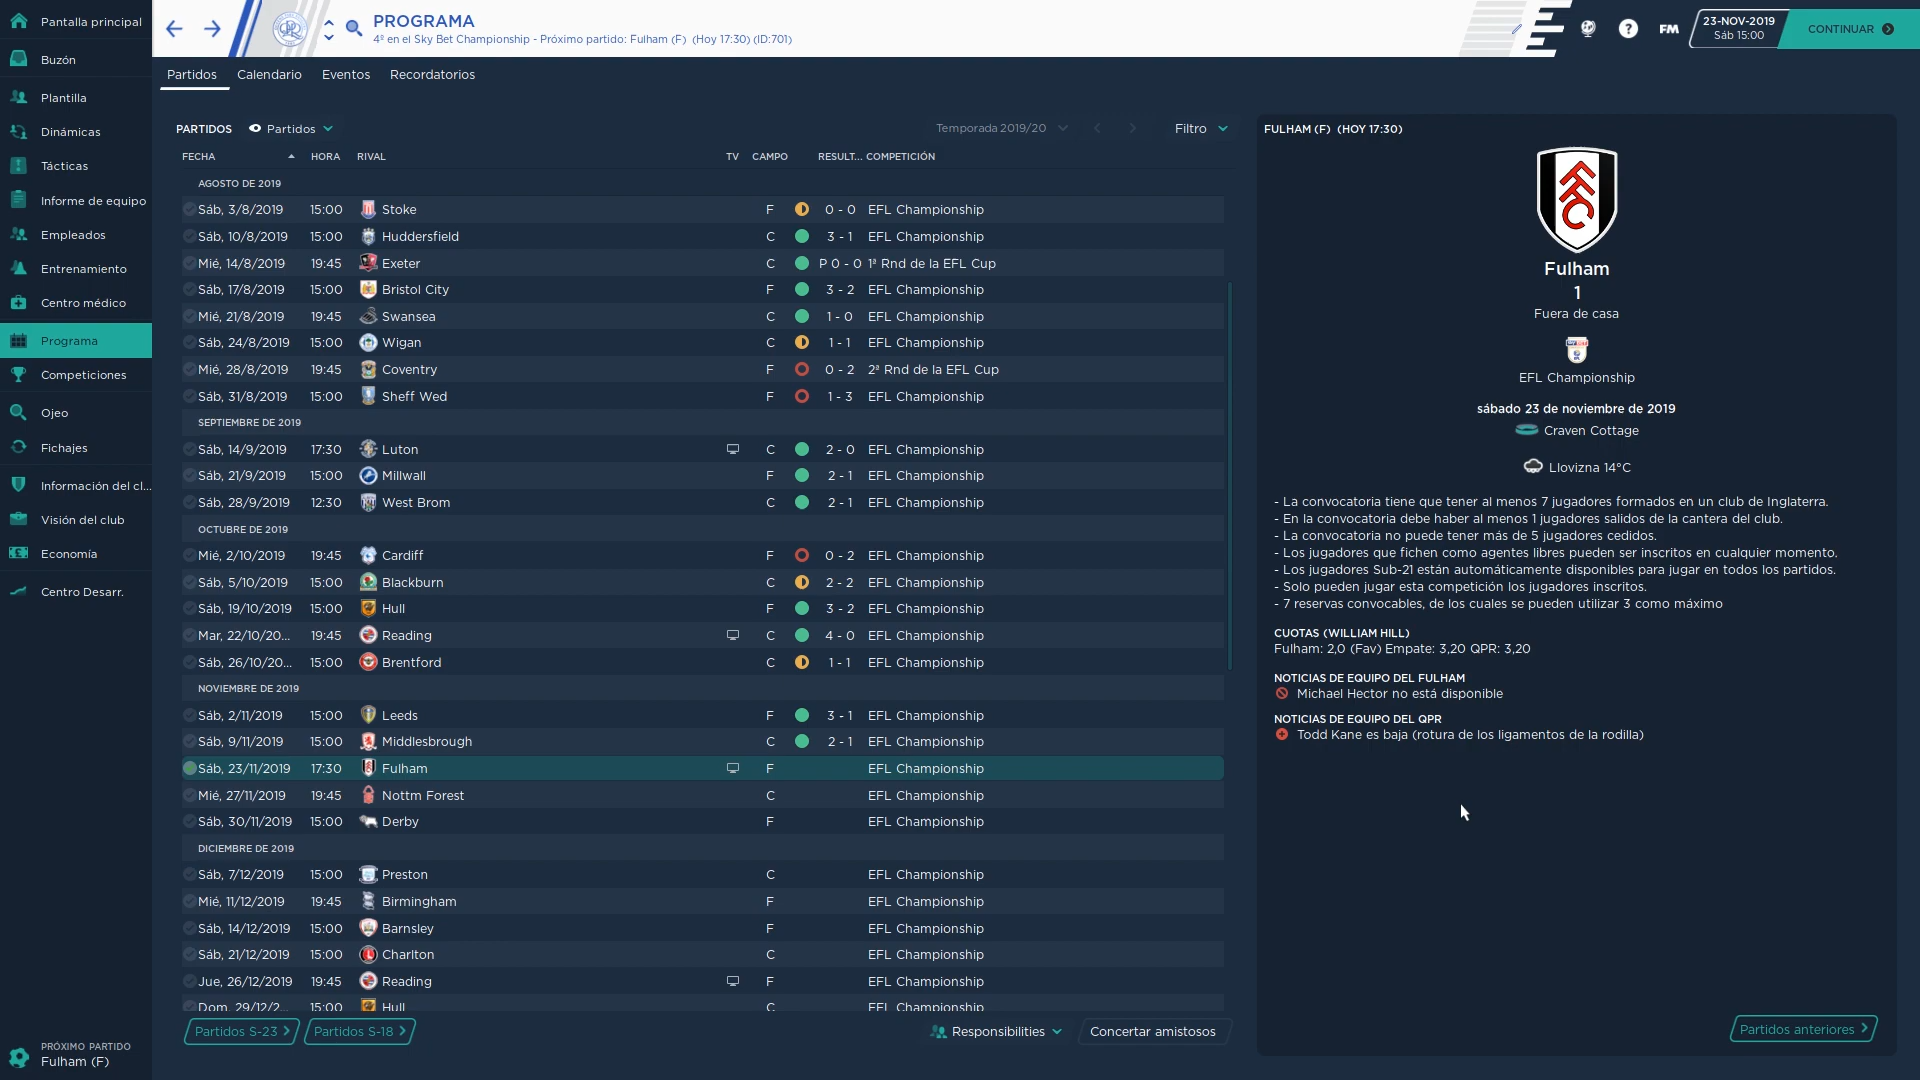 Pantalla principal
Buzón
Plantilla
Dinámicas
Tácticas
Informe de equipo
Empleados
Entrenamiento
Centro médico
Programa
Competiciones
Ojeo
Fichajes
Información del cl...
Visión del club
Economía
Centro Desarr.
PRÓXIMO PARTIDO
Fulham (F)
PROGRAMA
4º en el Sky Bet Championship - Próximo partido: Fulham (F) (Hoy 17:30) (ID:701)
FM
23-NOV-2019
Sáb 15:00
CONTINUAR
Partidos Calendario Eventos Recordatorios
PARTIDOS Partidos Temporada 2019/20 Filtro
FECHA HORA RIVAL TV CAMPO RESULT... COMPETICIÓN
AGOSTO DE 2019
Sáb, 3/8/2019 15:00 Stoke F 0 - 0 EFL Championship
Sáb, 10/8/2019 15:00 Huddersfield C 3 - 1 EFL Championship
Mié, 14/8/2019 19:45 Exeter C P 0 - 0 1ª Rnd de la EFL Cup
Sáb, 17/8/2019 15:00 Bristol City F 3 - 2 EFL Championship
Mié, 21/8/2019 19:45 Swansea C 1 - 0 EFL Championship
Sáb, 24/8/2019 15:00 Wigan C 1 - 1 EFL Championship
Mié, 28/8/2019 19:45 Coventry F 0 - 2 2ª Rnd de la EFL Cup
Sáb, 31/8/2019 15:00 Sheff Wed F 1 - 3 EFL Championship
SEPTIEMBRE DE 2019
Sáb, 14/9/2019 17:30 Luton C 2 - 0 EFL Championship
Sáb, 21/9/2019 15:00 Millwall F 2 - 1 EFL Championship
Sáb, 28/9/2019 12:30 West Brom C 2 - 1 EFL Championship
OCTUBRE DE 2019
Mié, 2/10/2019 19:45 Cardiff F 0 - 2 EFL Championship
Sáb, 5/10/2019 15:00 Blackburn C 2 - 2 EFL Championship
Sáb, 19/10/2019 15:00 Hull F 3 - 2 EFL Championship
Mar, 22/10/20... 19:45 Reading C 4 - 0 EFL Championship
Sáb, 26/10/20... 15:00 Brentford C 1 - 1 EFL Championship
NOVIEMBRE DE 2019
Sáb, 2/11/2019 15:00 Leeds F 3 - 1 EFL Championship
Sáb, 9/11/2019 15:00 Middlesbrough C 2 - 1 EFL Championship
Sáb, 23/11/2019 17:30 Fulham F EFL Championship
Mié, 27/11/2019 19:45 Nottm Forest C EFL Championship
Sáb, 30/11/2019 15:00 Derby F EFL Championship
DICIEMBRE DE 2019
Sáb, 7/12/2019 15:00 Preston C EFL Championship
Mié, 11/12/2019 19:45 Birmingham F EFL Championship
Sáb, 14/12/2019 15:00 Barnsley F EFL Championship
Sáb, 21/12/2019 15:00 Charlton C EFL Championship
Jue, 26/12/2019 19:45 Reading F EFL Championship
Dom, 29/12/2... 15:00 Hull C EFL Championship
Partidos S-23 Partidos S-18 Responsibilities Concertar amistosos
FULHAM (F) (HOY 17:30)
FFC
Fulham
1
Fuera de casa
EFL Championship
sábado 23 de noviembre de 2019
Craven Cottage
Llovizna 14°C
- La convocatoria tiene que tener al menos 7 jugadores formados en un club de Inglaterra.
- En la convocatoria debe haber al menos 1 jugadores salidos de la cantera del club.
- La convocatoria no puede tener más de 5 jugadores cedidos.
- Los jugadores que fichen como agentes libres pueden ser inscritos en cualquier momento.
- Los jugadores Sub-21 están automáticamente disponibles para jugar en todos los partidos.
- Solo pueden jugar esta competición los jugadores inscritos.
- 7 reservas convocables, de los cuales se pueden utilizar 3 como máximo
CUOTAS (WILLIAM HILL)
Fulham: 2,0 (Fav) Empate: 3,20 QPR: 3,20
NOTICIAS DE EQUIPO DEL FULHAM
Michael Hector no está disponible
NOTICIAS DE EQUIPO DEL QPR
Todd Kane es baja (rotura de los ligamentos de la rodilla)
Partidos anteriores